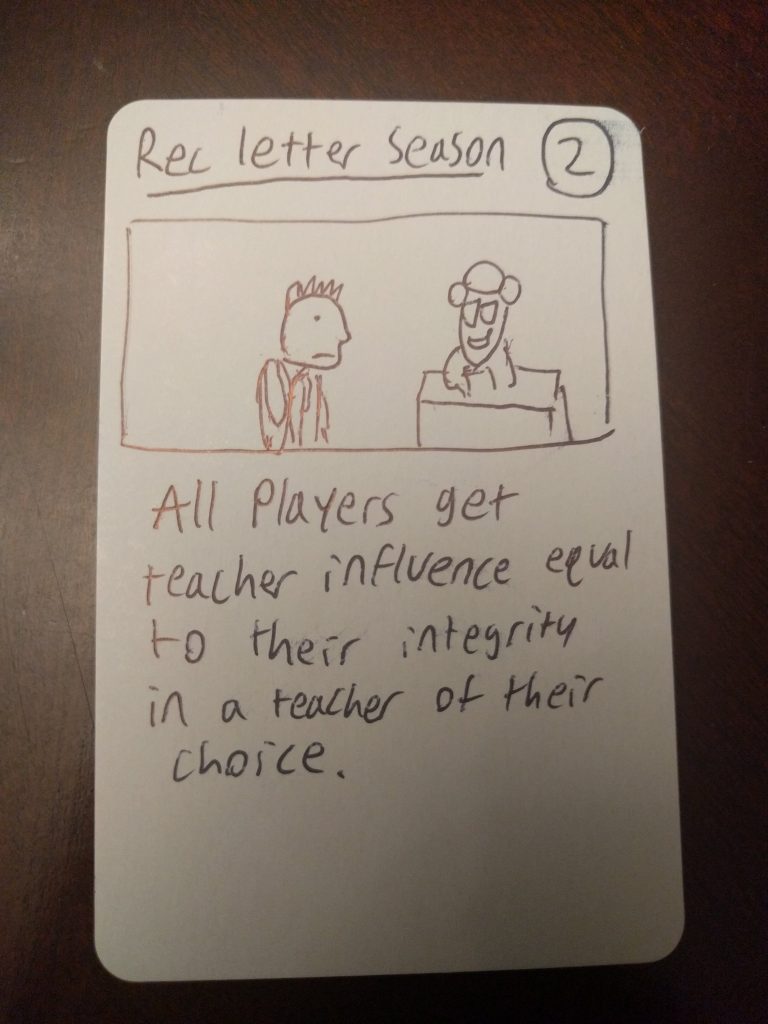 Rec letter Season 2
All Players get
teacher influence equal
to their integrity
in a teacher of their
choice.